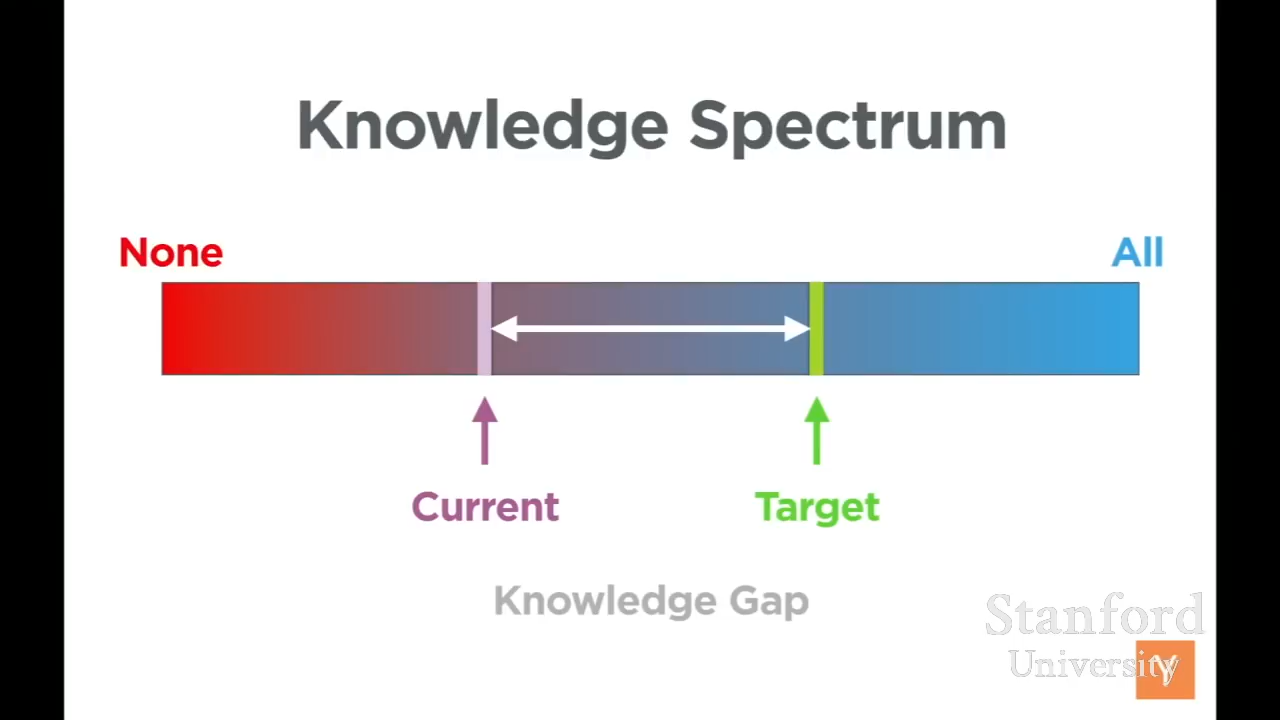 Knowledge Spectrum
None
All
Current
Target
Knowledge Gap
Stanford
University
Y